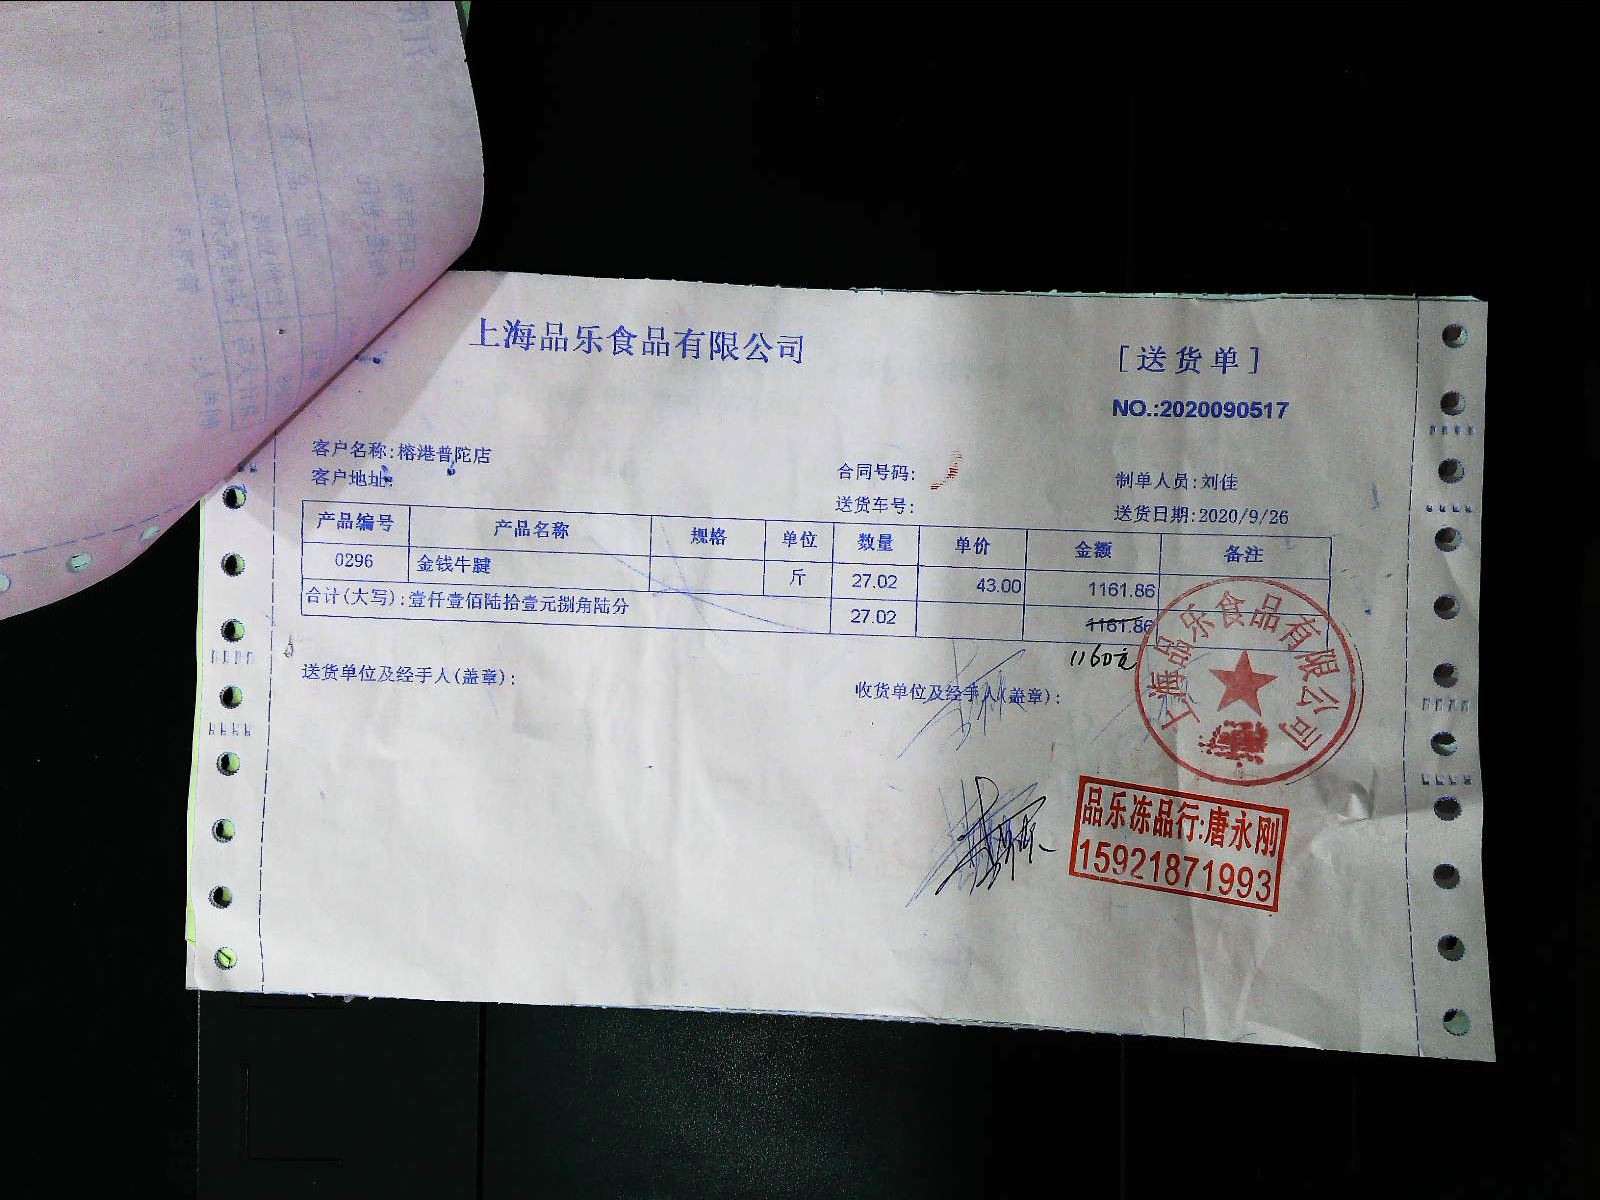 上海品乐食品有限公司
[送货单]
NO.:2020090517
客户名称:榕港普陀店
客户地址:
合同号码:
制单人员:刘佳
送货车号:
送货日期:2020/9/26
产品编号 产品名称 规格 单位 数量 单价 金额 备注
0296 金钱牛腱 斤 27.02 43.00 1161.86
合计(大写):壹仟壹佰陆拾壹元捌角陆分 27.02 1161.86
1160元
送货单位及经手人(盖章):
收货单位及经手人(盖章):
上海品乐食品有限公司
品乐冻品行:唐永刚
15921871993